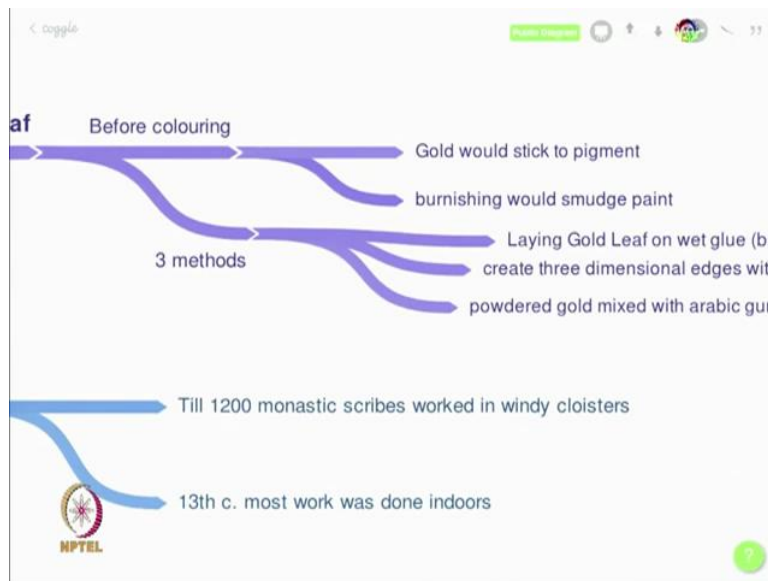 coggle
Public Diagram
af
Before colouring
Gold would stick to pigment
burnishing would smudge paint
3 methods
Laying Gold Leaf on wet glue (b
create three dimensional edges wit
powdered gold mixed with arabic gu
Till 1200 monastic scribes worked in windy cloisters
13th c. most work was done indoors
NPTEL
?